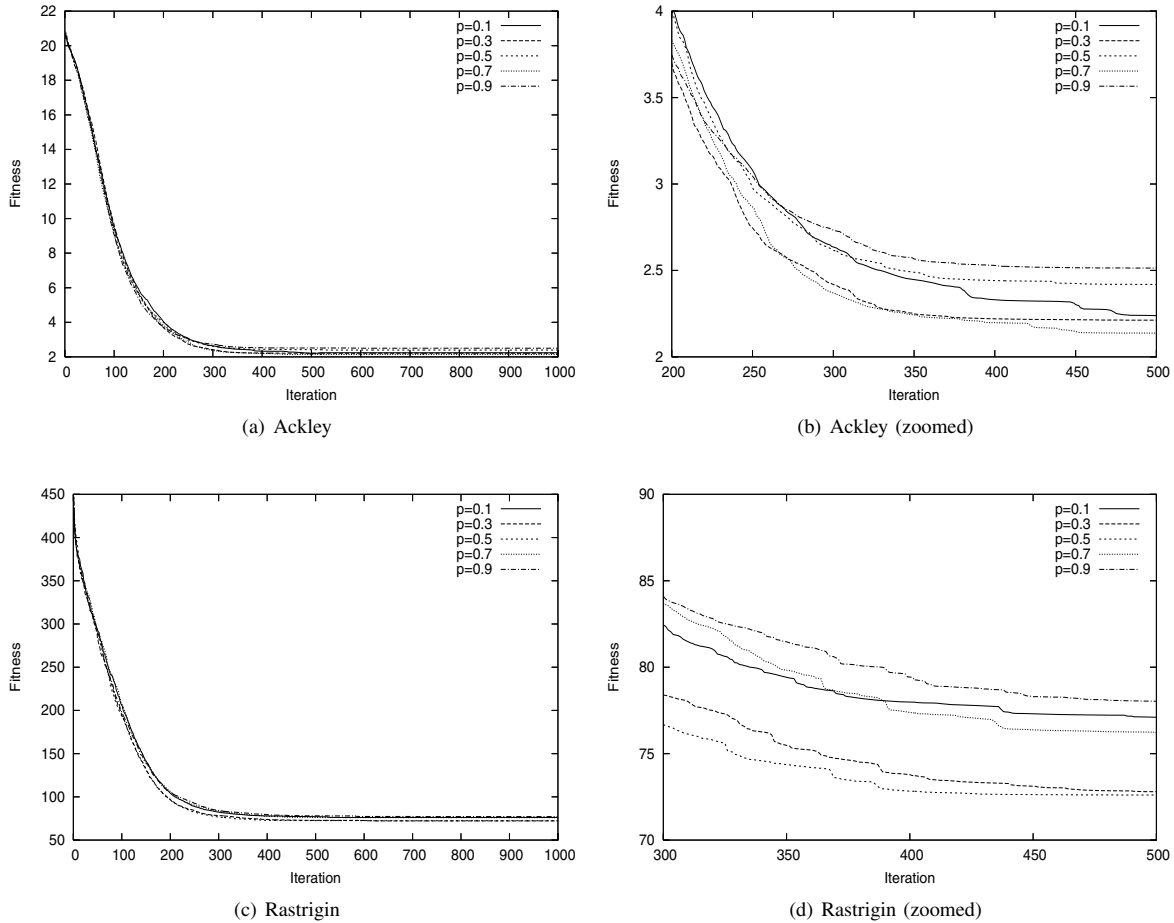 22
20
18
16
14
12
10
8
6
4
2
Fitness
p=0.1
p=0.3
p=0.5
p=0.7
p=0.9
0 100 200 300 400 500 600 700 800 900 1000
Iteration
(a) Ackley
4
3.5
3
2.5
2
Fitness
p=0.1
p=0.3
p=0.5
p=0.7
p=0.9
200 250 300 350 400 450 500
Iteration
(b) Ackley (zoomed)
450
400
350
300
250
200
150
100
50
Fitness
p=0.1
p=0.3
p=0.5
p=0.7
p=0.9
0 100 200 300 400 500 600 700 800 900 1000
Iteration
(c) Rastrigin
90
85
80
75
70
Fitness
p=0.1
p=0.3
p=0.5
p=0.7
p=0.9
300 350 400 450 500
Iteration
(d) Rastrigin (zoomed)